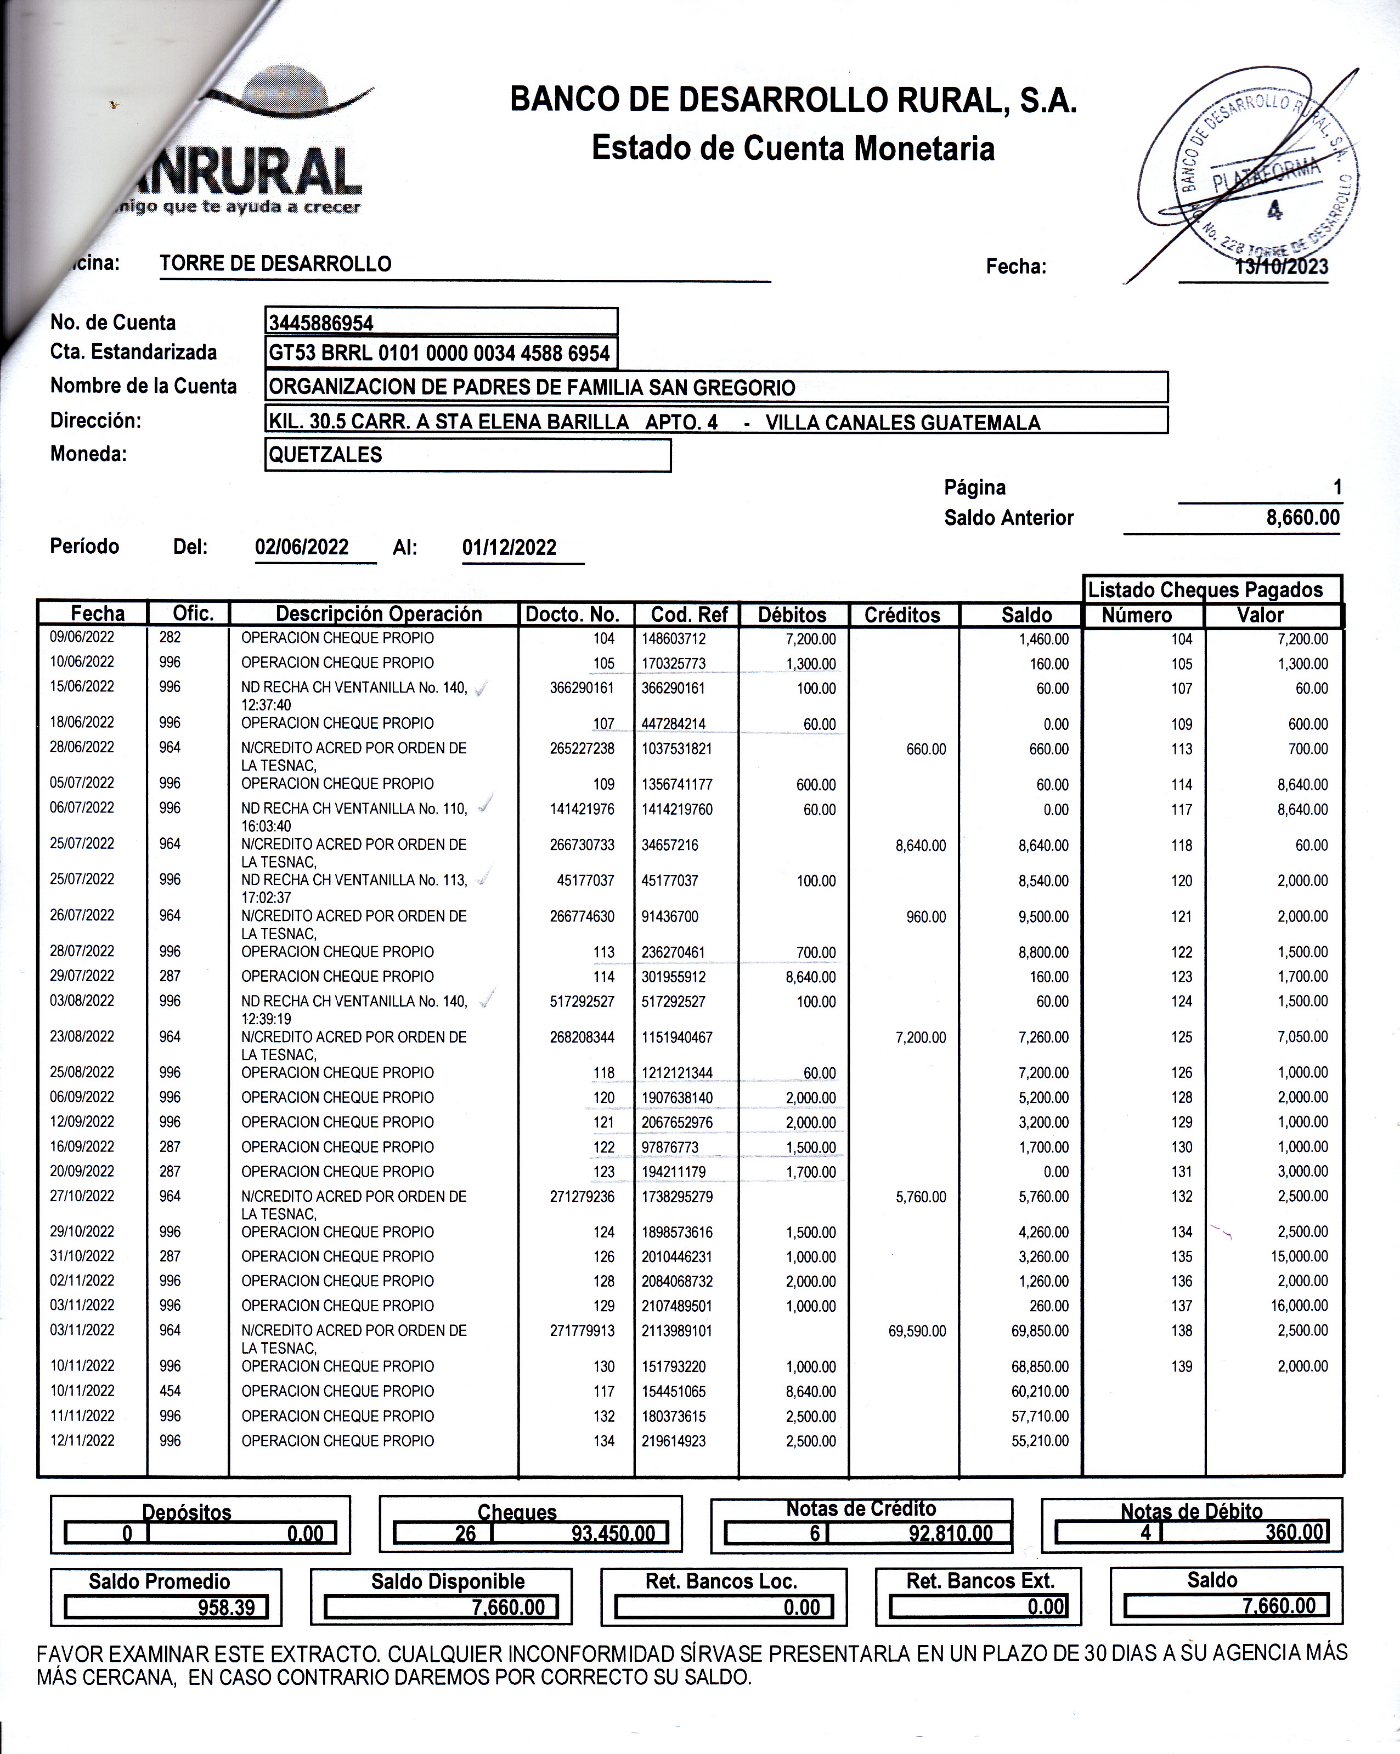 BANCO DE DESARROLLO RURAL, S.A.
Estado de Cuenta Monetaria
NRURAL
que te ayuda a crecer
BANCO DE DESARROLLO RURAL, S.A.
PLATAFORMA
4
No. 228 TORRE DE DESARROLLO
TORRE DE DESARROLLO
Fecha: 13/10/2023
No. de Cuenta 3445886954
Cta. Estandarizada GT53 BRRL 0101 0000 0034 4588 6954
Nombre de la Cuenta ORGANIZACION DE PADRES DE FAMILIA SAN GREGORIO
Dirección: KIL. 30.5 CARR. A STA ELENA BARILLA APTO. 4 - VILLA CANALES GUATEMALA
Moneda: QUETZALES
Página 1
Saldo Anterior 8,660.00
Período Del: 02/06/2022 Al: 01/12/2022
Listado Cheques Pagados
Fecha Ofic. Descripción Operación Docto. No. Cod. Ref Débitos Créditos Saldo Número Valor
09/06/2022 282 OPERACION CHEQUE PROPIO 104 148603712 7,200.00 1,460.00 104 7,200.00
10/06/2022 996 OPERACION CHEQUE PROPIO 105 170325773 1,300.00 160.00 105 1,300.00
15/06/2022 996 ND RECHA CH VENTANILLA No. 140, 366290161 366290161 100.00 60.00 107 60.00
12:37:40
18/06/2022 996 OPERACION CHEQUE PROPIO 107 447284214 60.00 0.00 109 600.00
28/06/2022 964 N/CREDITO ACRED POR ORDEN DE 265227238 1037531821 660.00 660.00 113 700.00
LA TESNAC,
05/07/2022 996 OPERACION CHEQUE PROPIO 109 1356741177 600.00 60.00 114 8,640.00
06/07/2022 996 ND RECHA CH VENTANILLA No. 110, 141421976 1414219760 60.00 0.00 117 8,640.00
16:03:40
25/07/2022 964 N/CREDITO ACRED POR ORDEN DE 266730733 34657216 8,640.00 8,640.00 118 60.00
LA TESNAC,
25/07/2022 996 ND RECHA CH VENTANILLA No. 113, 45177037 45177037 100.00 8,540.00 120 2,000.00
17:02:37
26/07/2022 964 N/CREDITO ACRED POR ORDEN DE 266774630 91436700 960.00 9,500.00 121 2,000.00
LA TESNAC,
28/07/2022 996 OPERACION CHEQUE PROPIO 113 236270461 700.00 8,800.00 122 1,500.00
29/07/2022 287 OPERACION CHEQUE PROPIO 114 301955912 8,640.00 160.00 123 1,700.00
03/08/2022 996 ND RECHA CH VENTANILLA No. 140, 517292527 517292527 100.00 60.00 124 1,500.00
12:39:19
23/08/2022 964 N/CREDITO ACRED POR ORDEN DE 268208344 1151940467 7,200.00 7,260.00 125 7,050.00
LA TESNAC,
25/08/2022 996 OPERACION CHEQUE PROPIO 118 1212121344 60.00 7,200.00 126 1,000.00
06/09/2022 996 OPERACION CHEQUE PROPIO 120 1907638140 2,000.00 5,200.00 128 2,000.00
12/09/2022 996 OPERACION CHEQUE PROPIO 121 2067652976 2,000.00 3,200.00 129 1,000.00
16/09/2022 287 OPERACION CHEQUE PROPIO 122 97876773 1,500.00 1,700.00 130 1,000.00
20/09/2022 287 OPERACION CHEQUE PROPIO 123 194211179 1,700.00 0.00 131 3,000.00
27/10/2022 964 N/CREDITO ACRED POR ORDEN DE 271279236 1738295279 5,760.00 5,760.00 132 2,500.00
LA TESNAC,
29/10/2022 996 OPERACION CHEQUE PROPIO 124 1898573616 1,500.00 4,260.00 134 2,500.00
31/10/2022 287 OPERACION CHEQUE PROPIO 126 2010446231 1,000.00 3,260.00 135 15,000.00
02/11/2022 996 OPERACION CHEQUE PROPIO 128 2084068732 2,000.00 1,260.00 136 2,000.00
03/11/2022 996 OPERACION CHEQUE PROPIO 129 2107489501 1,000.00 260.00 137 16,000.00
03/11/2022 964 N/CREDITO ACRED POR ORDEN DE 271779913 2113989101 69,590.00 69,850.00 138 2,500.00
LA TESNAC,
10/11/2022 996 OPERACION CHEQUE PROPIO 130 151793220 1,000.00 68,850.00 139 2,000.00
10/11/2022 454 OPERACION CHEQUE PROPIO 117 154451065 8,640.00 60,210.00
11/11/2022 996 OPERACION CHEQUE PROPIO 132 180373615 2,500.00 57,710.00
12/11/2022 996 OPERACION CHEQUE PROPIO 134 219614923 2,500.00 55,210.00
Depósitos Cheques Notas de Crédito Notas de Débito
0 0.00 26 93,450.00 6 92,810.00 4 360.00
Saldo Promedio Saldo Disponible Ret. Bancos Loc. Ret. Bancos Ext. Saldo
958.39 7,660.00 0.00 0.00 7,660.00
FAVOR EXAMINAR ESTE EXTRACTO. CUALQUIER INCONFORMIDAD SÍRVASE PRESENTARLA EN UN PLAZO DE 30 DIAS A SU AGENCIA MÁS
MÁS CERCANA, EN CASO CONTRARIO DAREMOS POR CORRECTO SU SALDO.